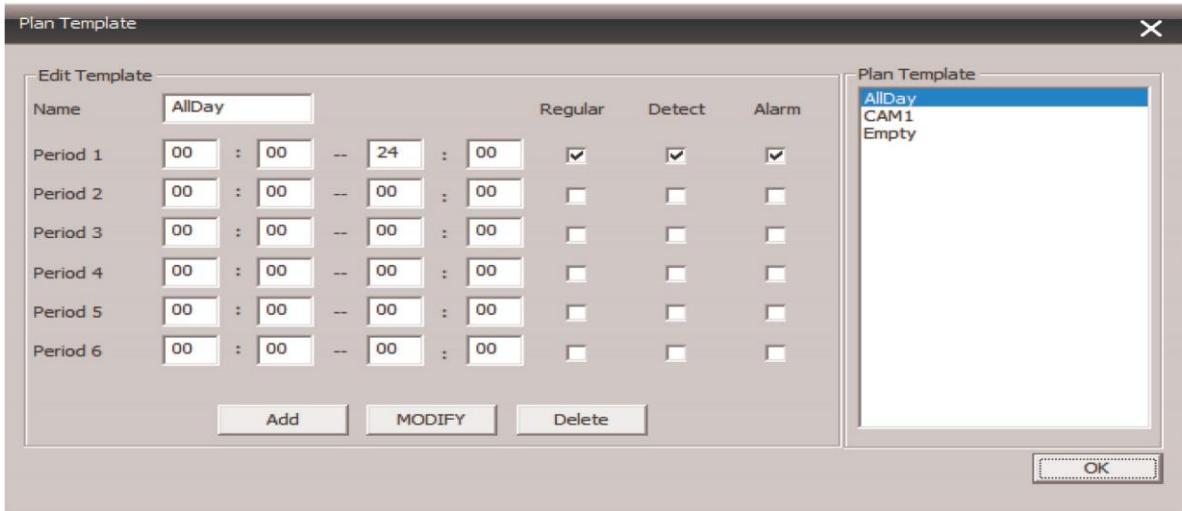 Plan Template
Edit Template
Name AllDay Regular Detect Alarm
Period 1 00 : 00 -- 24 : 00
Period 2 00 : 00 -- 00 : 00
Period 3 00 : 00 -- 00 : 00
Period 4 00 : 00 -- 00 : 00
Period 5 00 : 00 -- 00 : 00
Period 6 00 : 00 -- 00 : 00
Add MODIFY Delete
Plan Template
AllDay
CAM1
Empty
OK